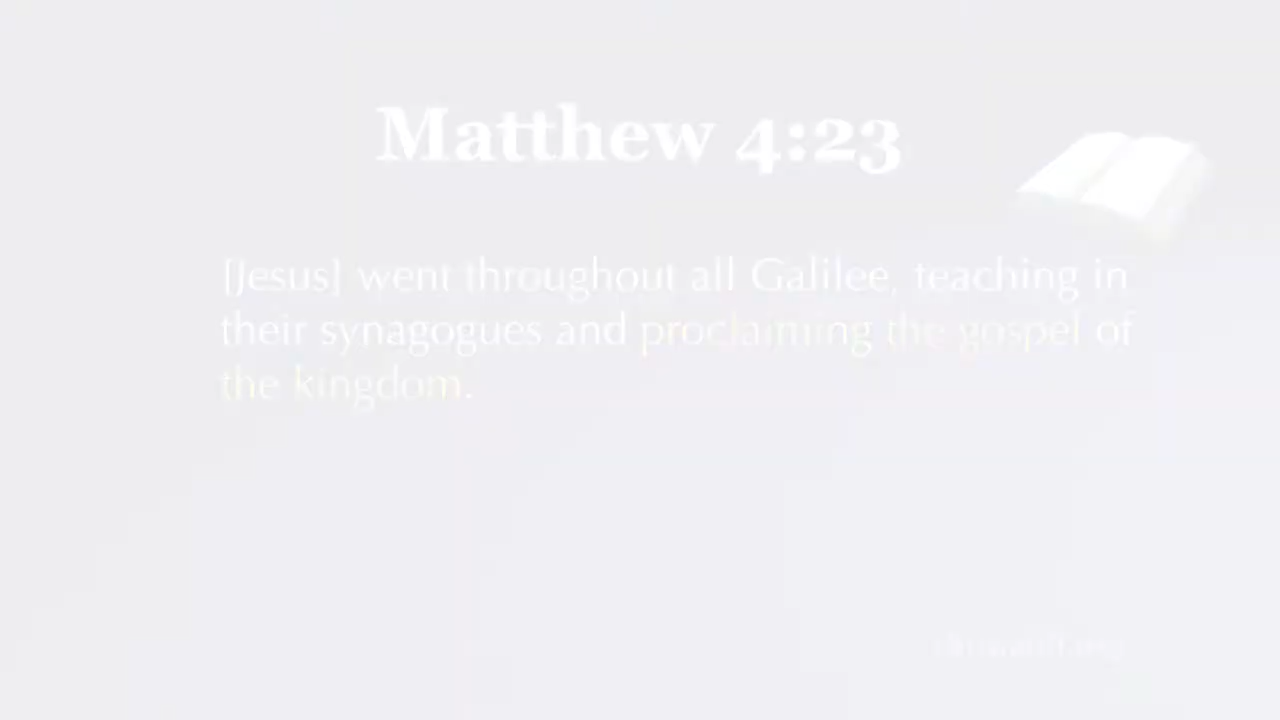 Matthew 4:23
[Jesus] went throughout all Galilee, teaching in
their synagogues and proclaiming the gospel of
the kingdom.